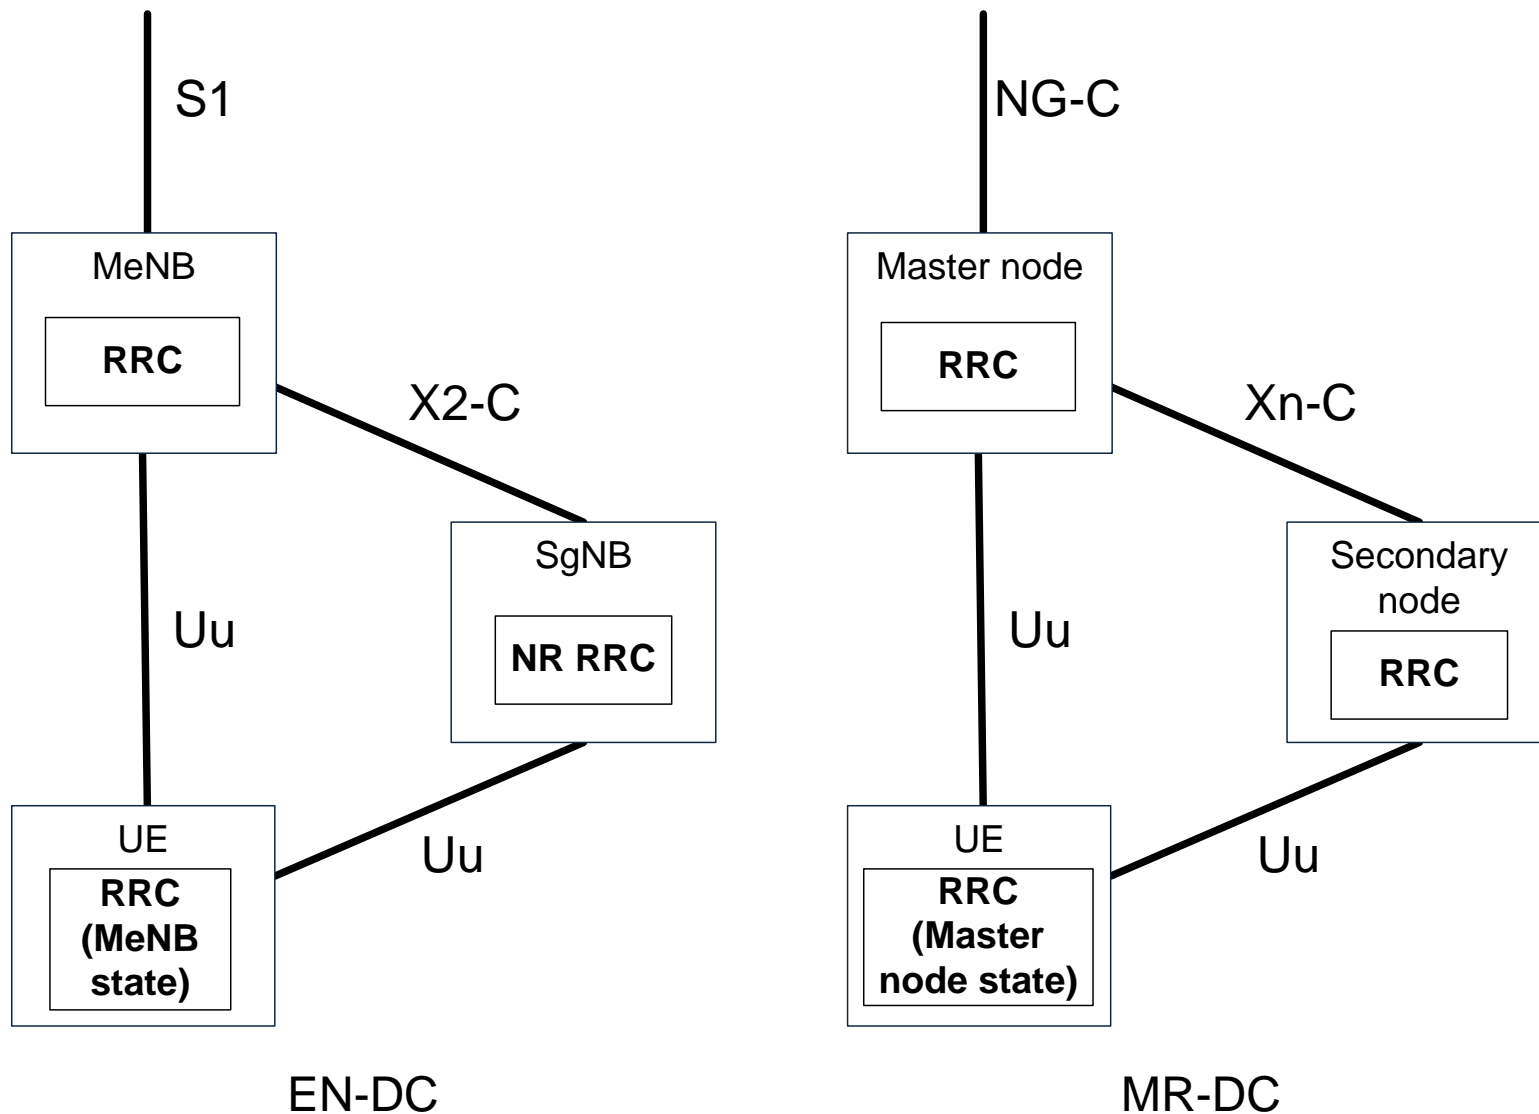 S1
MeNB
RRC
X2-C
SgNB
NR RRC
Uu
UE
RRC
(MeNB
state)
Uu
EN-DC
NG-C
Master node
RRC
Xn-C
Secondary
node
RRC
Uu
UE
RRC
(Master
node state)
Uu
MR-DC